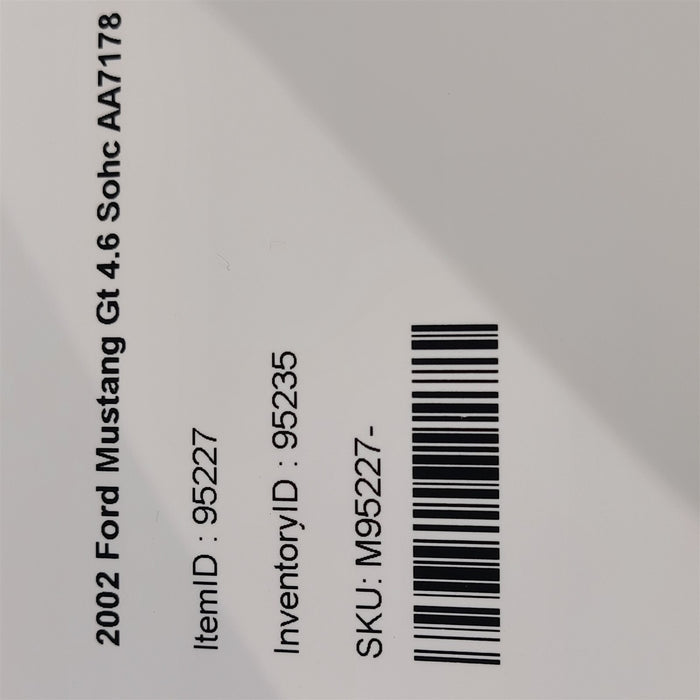 2002 Ford Mustang Gt 4.6 Sohc AA7178
ItemID : 95227
InventoryID : 95235
SKU: M95227-